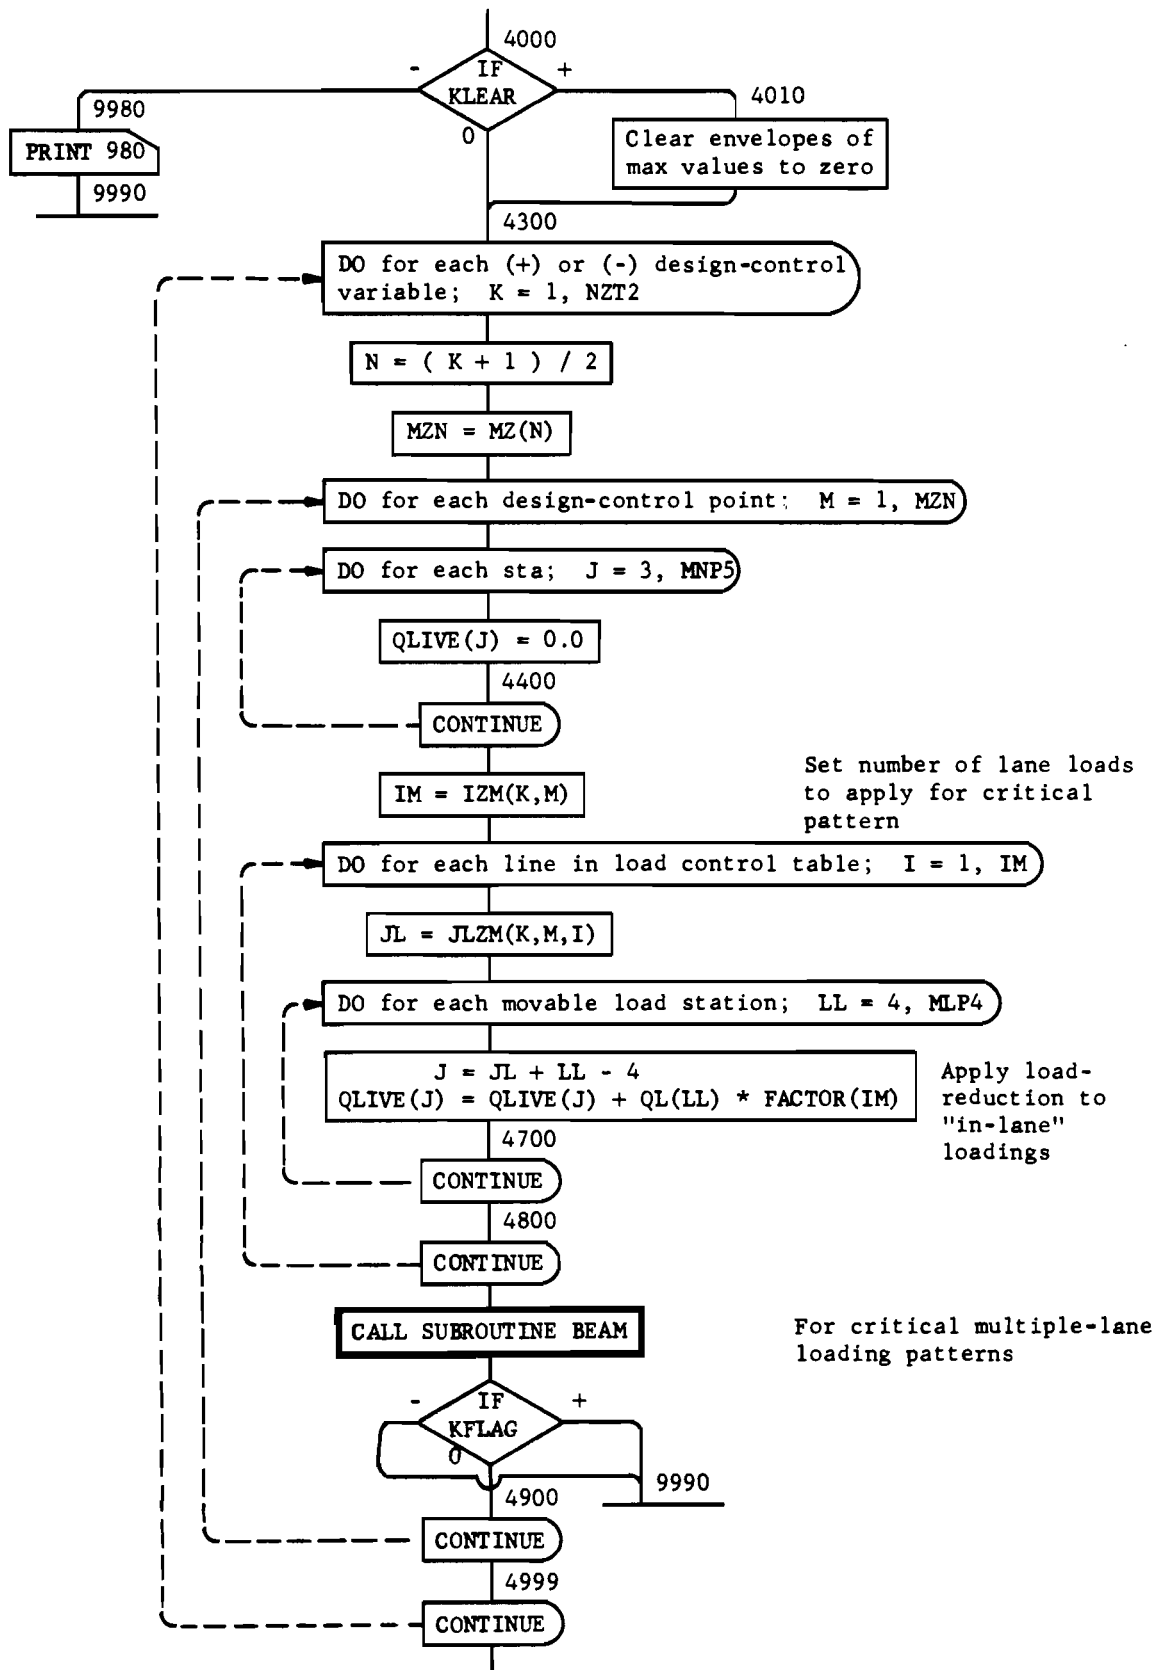 4000
-
IF
+
KLEAR
0
9980
4010
PRINT 980
Clear envelopes of
max values to zero
9990
4300
DO for each (+) or (-) design-control
variable; K = 1, NZT2
N = ( K + 1 ) / 2
MZN = MZ(N)
DO for each design-control point; M = 1, MZN
DO for each sta; J = 3, MNP5
QLIVE(J) = 0.0
4400
CONTINUE
IM = IZM(K,M)
Set number of lane loads
to apply for critical
pattern
DO for each line in load control table; I = 1, IM
JL = JLZM(K,M,I)
DO for each movable load station; LL = 4, MLP4
J = JL + LL - 4
QLIVE(J) = QLIVE(J) + QL(LL) * FACTOR(IM)
Apply load-
reduction to
"in-lane"
loadings
4700
CONTINUE
4800
CONTINUE
CALL SUBROUTINE BEAM
For critical multiple-lane
loading patterns
-
IF
+
KFLAG
0
9990
4900
CONTINUE
4999
CONTINUE